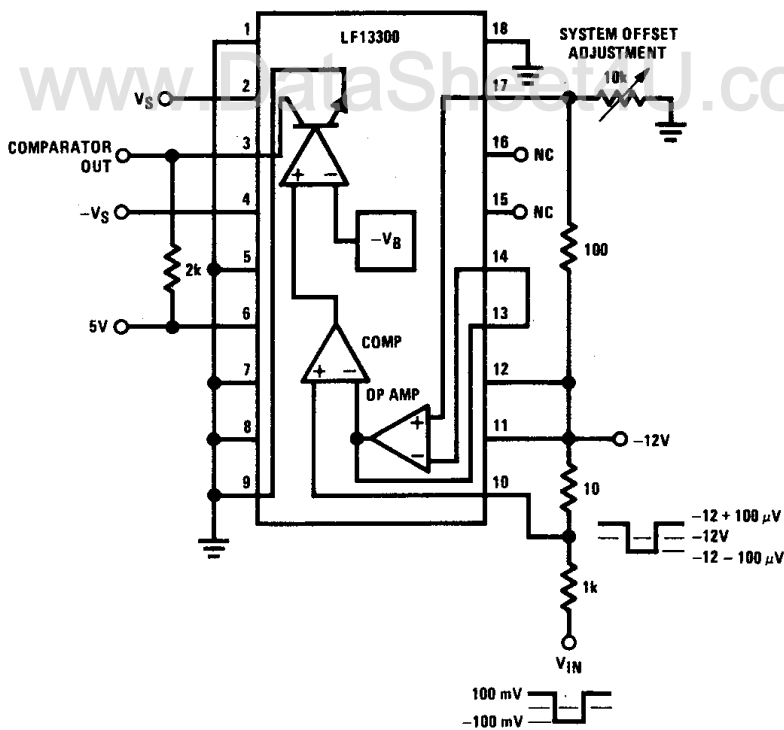 1
LF13300
18
SYSTEM OFFSET
ADJUSTMENT
www.DataSheet4U.co
10k
VS
2
17
COMPARATOR
OUT
3
16
NC
+
−
-VS
4
15
NC
-VB
5
14
2k
100
5V
6
13
COMP
7
12
+
−
OP AMP
8
11
-12V
+
−
9
10
10
-12 + 100 µV
-12V
-12 − 100 µV
1k
VIN
100 mV
-100 mV